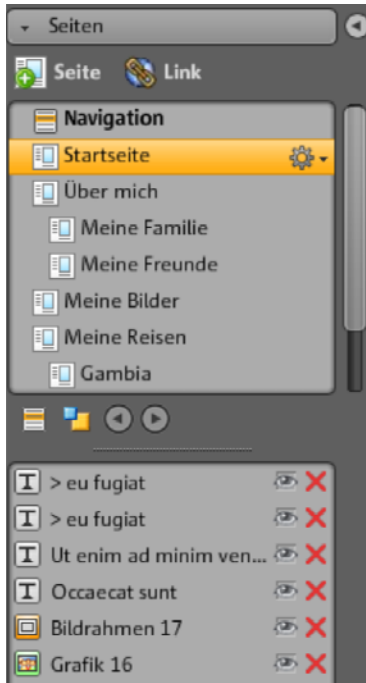 Seiten
Seite Link
Navigation
Startseite
Über mich
Meine Familie
Meine Freunde
Meine Bilder
Meine Reisen
Gambia
T > eu fugiat
T > eu fugiat
T Ut enim ad minim ven...
T Occaecat sunt
Bildrahmen 17
Grafik 16